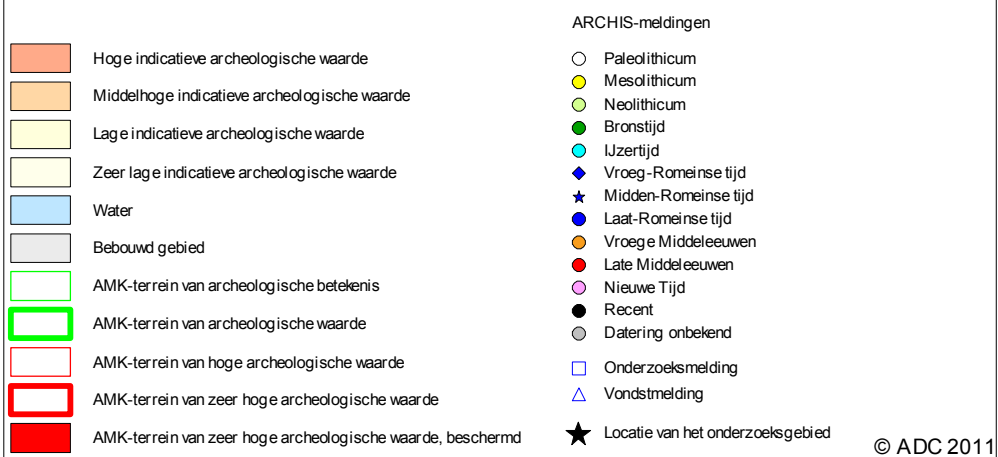 Hoge indicatieve archeologische waarde
Middelhoge indicatieve archeologische waarde
Lage indicatieve archeologische waarde
Zeer lage indicatieve archeologische waarde
Water
Bebouwd gebied
AMK-terrein van archeologische betekenis
AMK-terrein van archeologische waarde
AMK-terrein van hoge archeologische waarde
AMK-terrein van zeer hoge archeologische waarde
AMK-terrein van zeer hoge archeologische waarde, beschermd
ARCHIS-meldingen
Paleolithicum
Mesolithicum
Neolithicum
Bronstijd
IJzertijd
Vroeg-Romeinse tijd
Midden-Romeinse tijd
Laat-Romeinse tijd
Vroege Middeleeuwen
Late Middeleeuwen
Nieuwe Tijd
Recent
Datering onbekend
Onderzoeksmelding
Vondstmelding
Locatie van het onderzoeksgebied
© ADC 2011